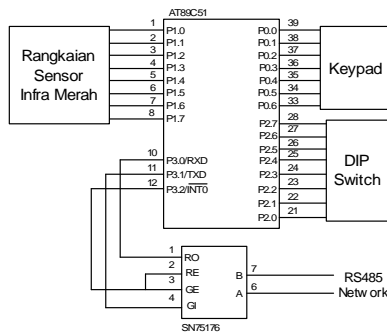 AT89C51
Rangkaian
Sensor
Infra Merah
1 P1.0
2 P1.1
3 P1.2
4 P1.3
5 P1.4
6 P1.5
7 P1.6
8 P1.7
10 P3.0/RXD
11 P3.1/TXD
12 P3.2/INT0
P0.0 39
P0.1 38
P0.2 37
P0.3 36
P0.4 35
P0.5 34
P0.6 33
Keypad
P2.7 28
P2.6 27
P2.5 26
P2.4 25
P2.3 24
P2.2 23
P2.1 22
P2.0 21
DIP
Switch
1 RO
2 RE
3 GE
4 GI
B 7
A 6
RS485
Network
SN75176